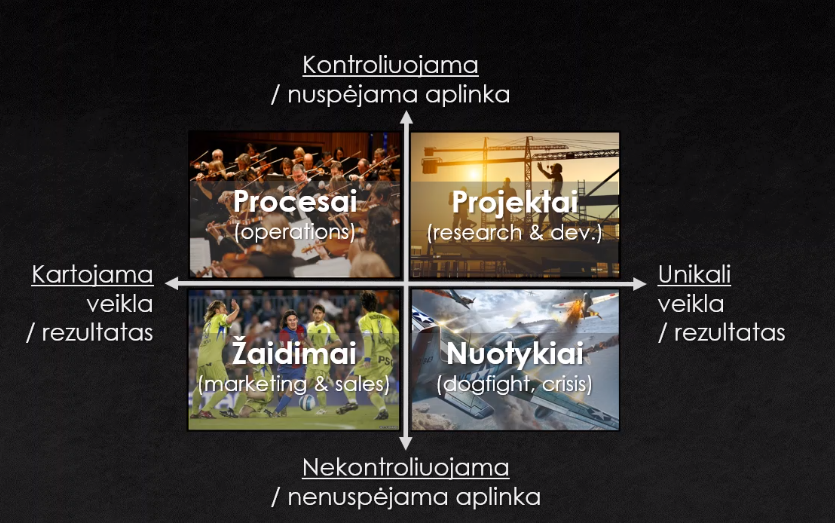 Kontroliuojama
/ nuspėjama aplinka
Procesai
(operations)
Projektai
(research & dev.)
Kartojama
veikla
/ rezultatas
Unikali
veikla
/ rezultatas
Žaidimai
(marketing & sales)
Nuotykiai
(dogfight, crisis)
Nekontroliuojama
/ nenuspėjama aplinka